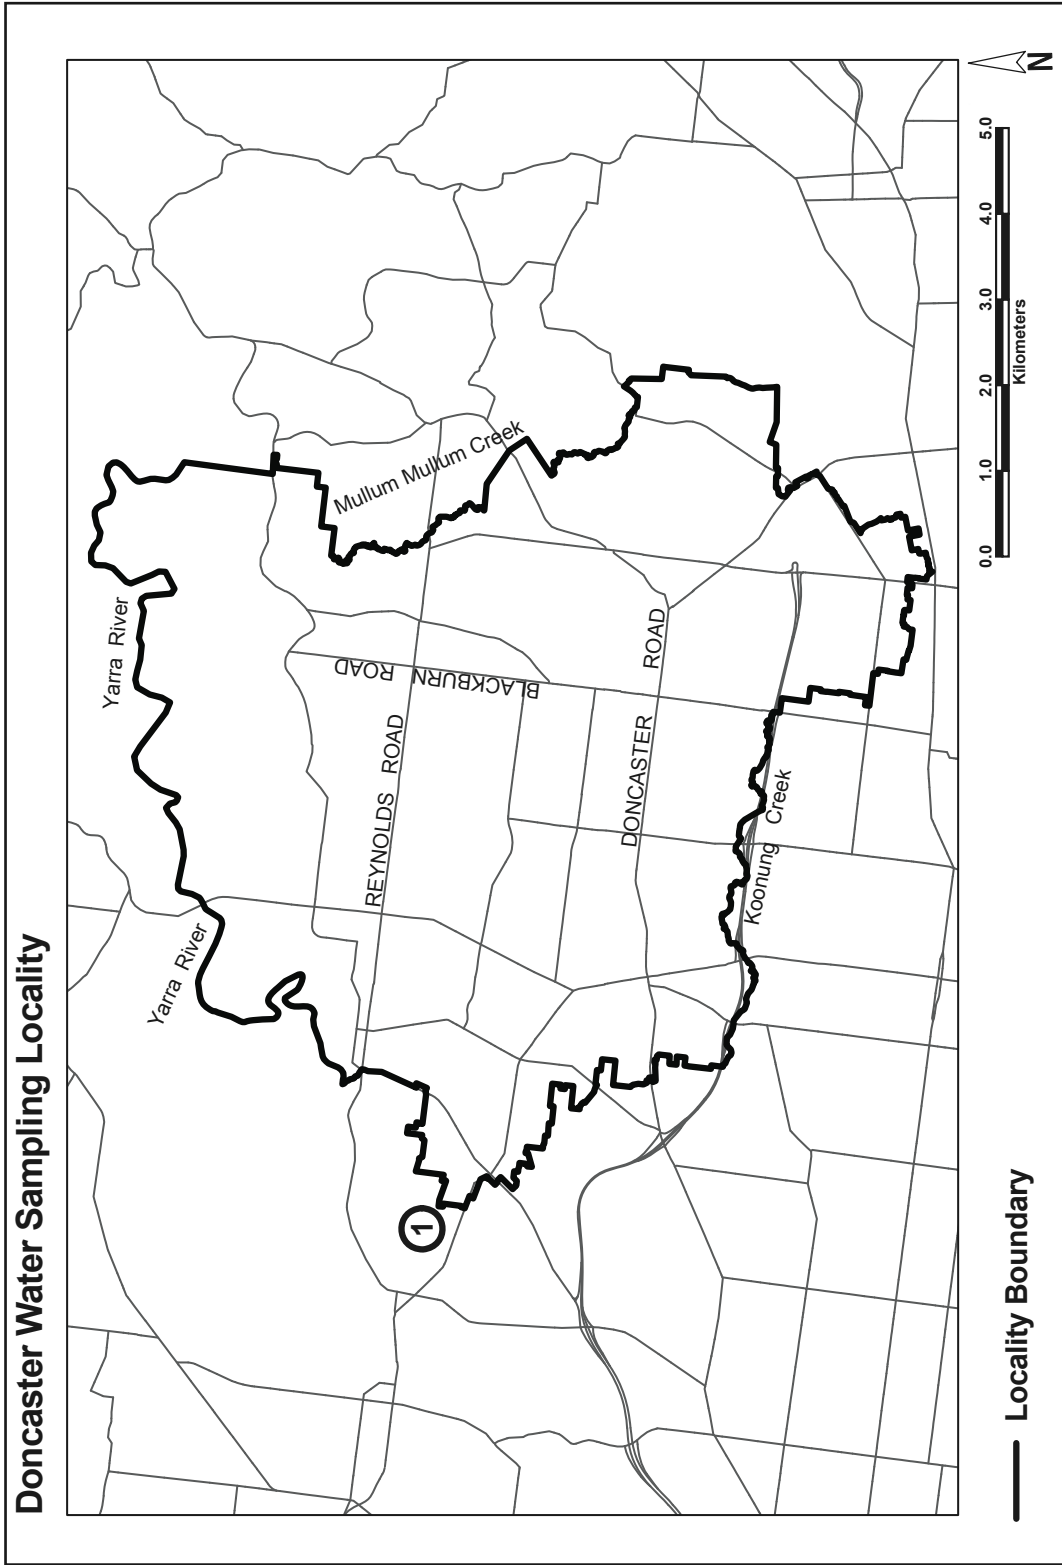 Doncaster Water Sampling Locality
Yarra River
Yarra River
Mullum Mullum Creek
REYNOLDS ROAD
BLACKBURN ROAD
DONCASTER ROAD
Koonung Creek
1
Locality Boundary
0.0 1.0 2.0 3.0 4.0 5.0
Kilometers
N